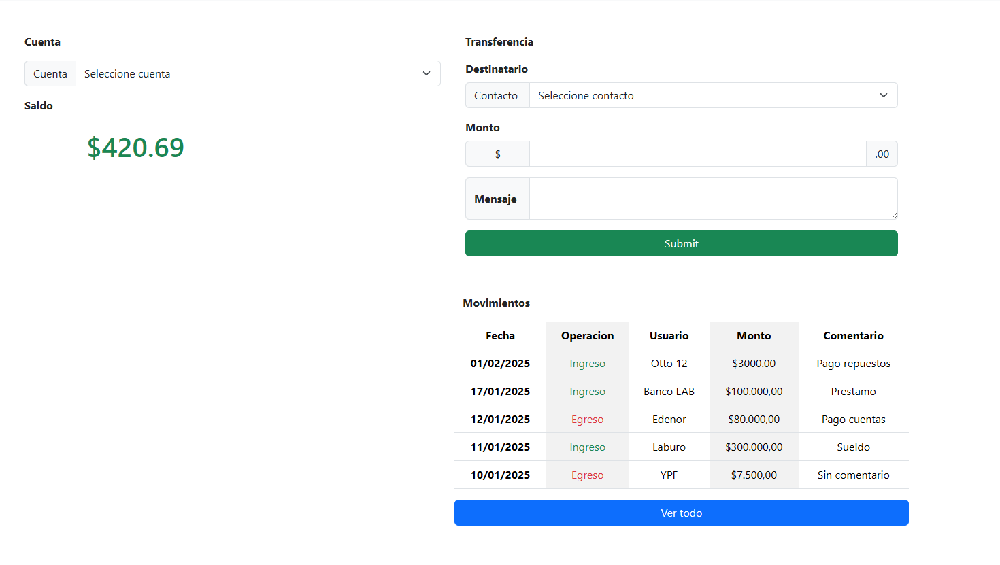 Cuenta
Cuenta Seleccione cuenta
Saldo
$420.69
Transferencia
Destinatario
Contacto Seleccione contacto
Monto
$ .00
Mensaje
Submit
Movimientos
Fecha Operacion Usuario Monto Comentario
01/02/2025 Ingreso Otto 12 $3000.00 Pago repuestos
17/01/2025 Ingreso Banco LAB $100.000,00 Prestamo
12/01/2025 Egreso Edenor $80.000,00 Pago cuentas
11/01/2025 Ingreso Laburo $300.000,00 Sueldo
10/01/2025 Egreso YPF $7.500,00 Sin comentario
Ver todo